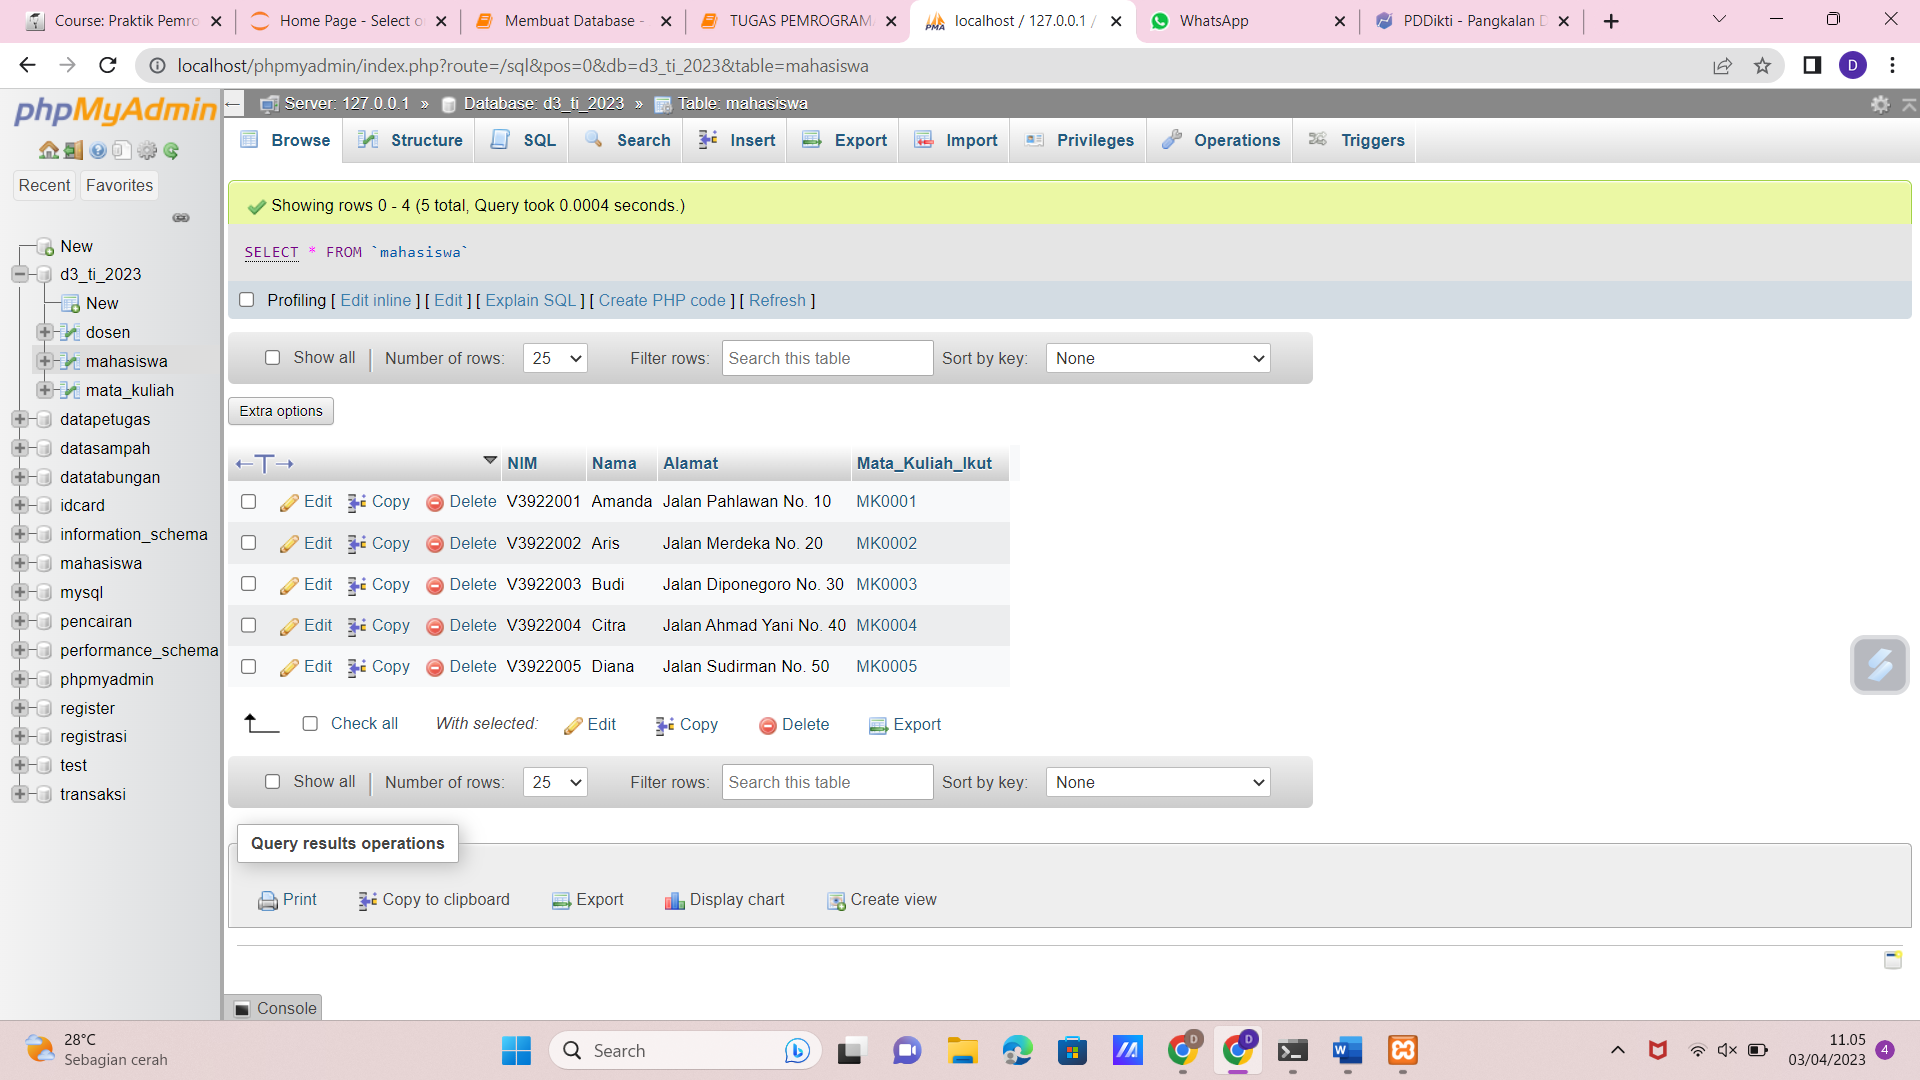 Course: Praktik Pemro
Home Page - Select o
Membuat Database -
TUGAS PEMROGRAMA
localhost / 127.0.0.1 /
WhatsApp
PDDikti - Pangkalan D
localhost/phpmyadmin/index.php?route=/sql&pos=0&db=d3_ti_2023&table=mahasiswa
D
phpMyAdmin
Recent Favorites
New
d3_ti_2023
New
dosen
mahasiswa
mata_kuliah
datapetugas
datasampah
datatabungan
idcard
information_schema
mahasiswa
mysql
pencairan
performance_schema
phpmyadmin
register
registrasi
test
transaksi
Server: 127.0.0.1 » Database: d3_ti_2023 » Table: mahasiswa
Browse Structure SQL Search Insert Export Import Privileges Operations Triggers
Showing rows 0 - 4 (5 total, Query took 0.0004 seconds.)
SELECT * FROM `mahasiswa`
Profiling [ Edit inline ] [ Edit ] [ Explain SQL ] [ Create PHP code ] [ Refresh ]
Show all | Number of rows: 25 Filter rows: Search this table Sort by key: None
Extra options
←T→ NIM Nama Alamat Mata_Kuliah_Ikut
Edit Copy Delete V3922001 Amanda Jalan Pahlawan No. 10 MK0001
Edit Copy Delete V3922002 Aris Jalan Merdeka No. 20 MK0002
Edit Copy Delete V3922003 Budi Jalan Diponegoro No. 30 MK0003
Edit Copy Delete V3922004 Citra Jalan Ahmad Yani No. 40 MK0004
Edit Copy Delete V3922005 Diana Jalan Sudirman No. 50 MK0005
Check all With selected: Edit Copy Delete Export
Show all | Number of rows: 25 Filter rows: Search this table Sort by key: None
Query results operations
Print Copy to clipboard Export Display chart Create view
Console
28°C
Sebagian cerah
Search
11.05
03/04/2023
4